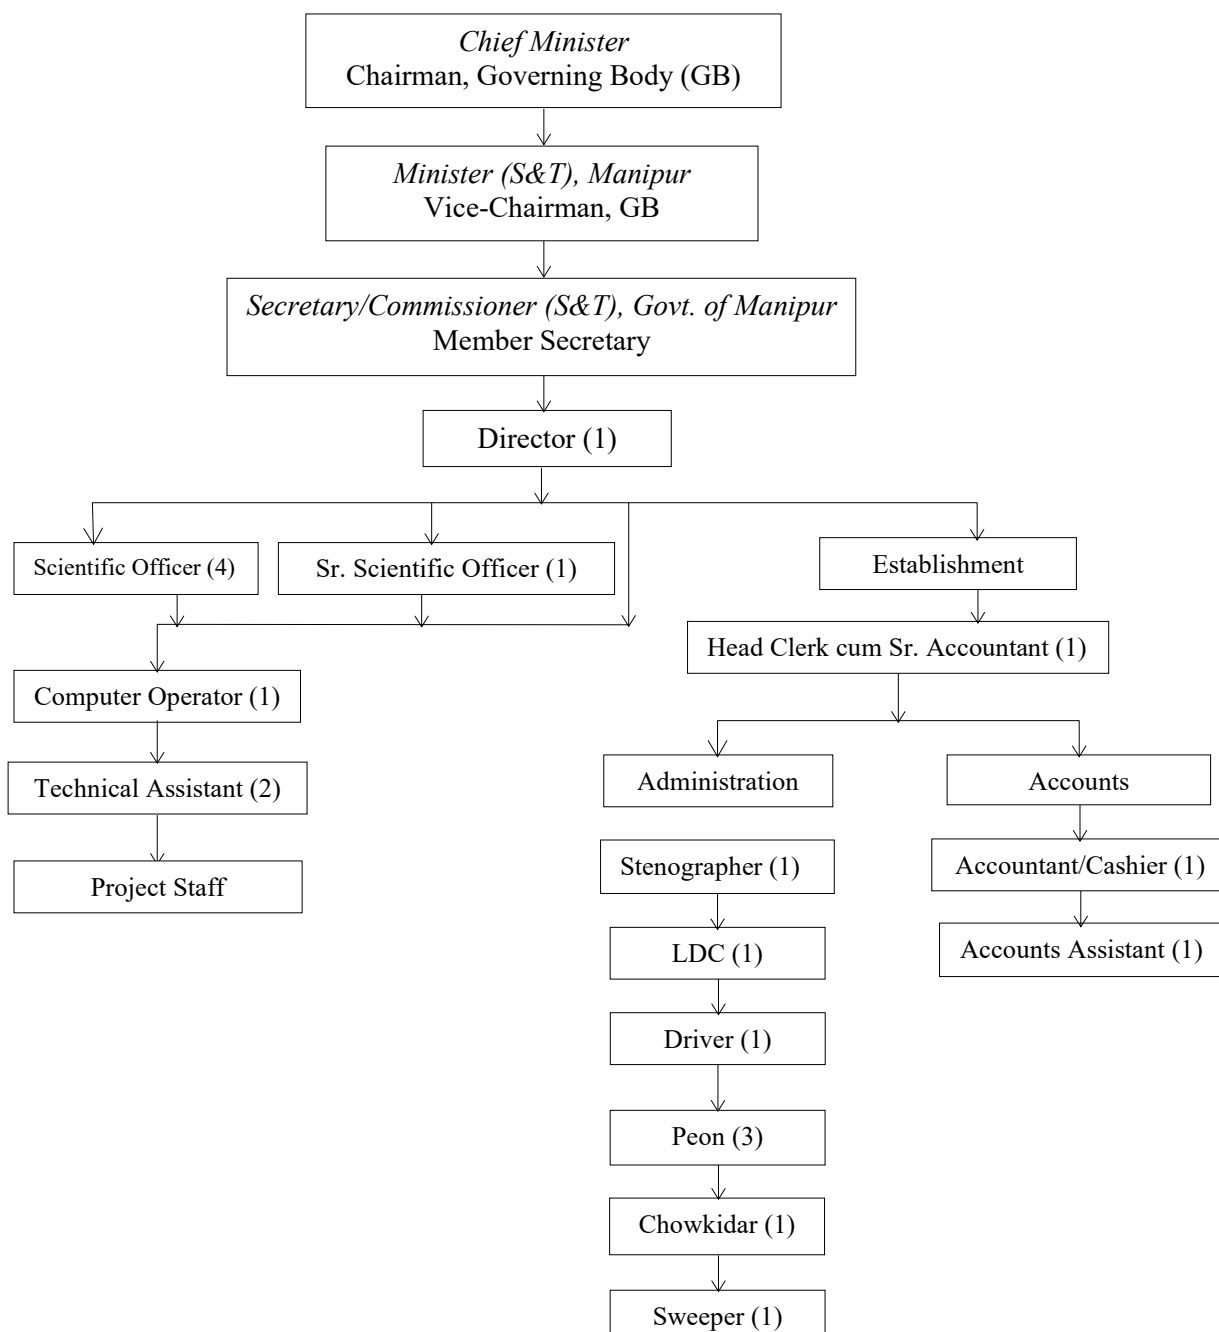 Chief Minister
Chairman, Governing Body (GB)
Minister (S&T), Manipur
Vice-Chairman, GB
Secretary/Commissioner (S&T), Govt. of Manipur
Member Secretary
Director (1)
Scientific Officer (4)
Sr. Scientific Officer (1)
Establishment
Head Clerk cum Sr. Accountant (1)
Computer Operator (1)
Technical Assistant (2)
Project Staff
Administration
Accounts
Stenographer (1)
Accountant/Cashier (1)
LDC (1)
Accounts Assistant (1)
Driver (1)
Peon (3)
Chowkidar (1)
Sweeper (1)